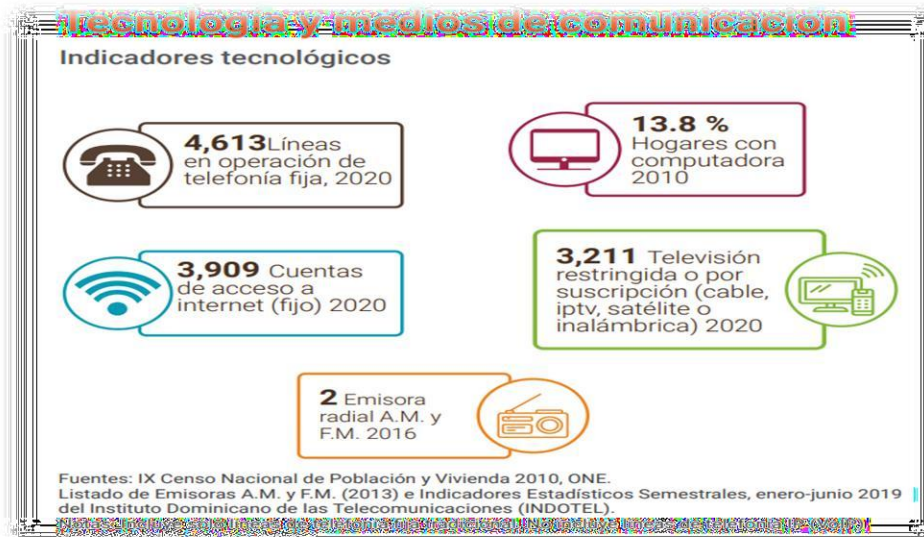 Tecnología y medios de comunicación
Indicadores tecnológicos
4,613 Líneas
en operación de
telefonía fija, 2020
13.8 %
Hogares con
computadora
2010
3,909 Cuentas
de acceso a
internet (fijo) 2020
3,211 Televisión
restringida o por
suscripción (cable,
iptv, satélite o
inalámbrica) 2020
2 Emisora
radial A.M. y
F.M. 2016
Fuentes: IX Censo Nacional de Población y Vivienda 2010, ONE.
Listado de Emisoras A.M. y F.M. (2013) e Indicadores Estadísticos Semestrales, enero-junio 2019
del Instituto Dominicano de las Telecomunicaciones (INDOTEL).